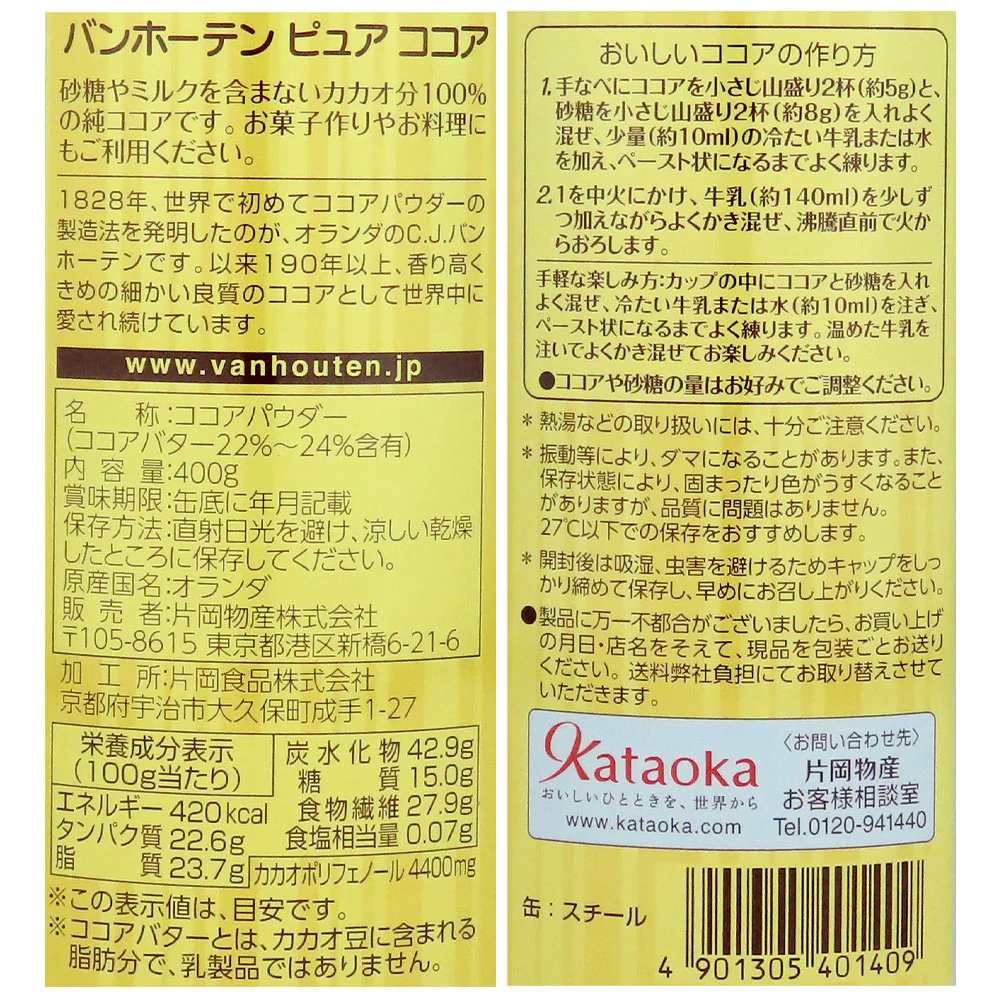 バンホーテン ピュア ココア
砂糖やミルクを含まないカカオ分100%
の純ココアです。お菓子作りやお料理に
もご利用ください。
1828年、世界で初めてココアパウダーの
製造法を発明したのが、オランダのC.J.バン
ホーテンです。以来190年以上、香り高く
きめの細かい良質のココアとして世界中に
愛され続けています。
www.vanhouten.jp
名称:ココアパウダー
(ココアバター22%～24%含有)
内容量:400g
賞味期限:缶底に年月記載
保存方法:直射日光を避け、涼しい乾燥
したところに保存してください。
原産国名:オランダ
販売者:片岡物産株式会社
〒105-8615 東京都港区新橋6-21-6
加工所:片岡食品株式会社
京都府宇治市大久保町成手1-27
栄養成分表示
(100g当たり)
エネルギー 420kcal
タンパク質 22.6g
脂質 23.7g
炭水化物 42.9g
糖質 15.0g
食物繊維 27.9g
食塩相当量 0.07g
カカオポリフェノール 4400mg
※この表示値は、目安です。
※ココアバターとは、カカオ豆に含まれる
脂肪分で、乳製品ではありません。
おいしいココアの作り方
1.手なべにココアを小さじ山盛り2杯(約5g)と、
砂糖を小さじ山盛り2杯(約8g)を入れよく
混ぜ、少量(約10ml)の冷たい牛乳または水
を加え、ペースト状になるまでよく練ります。
2.1を中火にかけ、牛乳(約140ml)を少しず
つ加えながらよくかき混ぜ、沸騰直前で火か
らおろします。
手軽な楽しみ方:カップの中にココアと砂糖を入れ
よく混ぜ、冷たい牛乳または水(約10ml)を注ぎ、
ペースト状になるまでよく練ります。温めた牛乳を
注いでよくかき混ぜてお楽しみください。
●ココアや砂糖の量はお好みでご調整ください。
* 熱湯などの取り扱いには、十分ご注意ください。
* 振動等により、ダマになることがあります。また、
保存状態により、固まったり色がうすくなること
がありますが、品質に問題はありません。
27℃以下での保存をおすすめします。
* 開封後は吸湿、虫害を避けるためキャップをしっ
かり締めて保存し、早めにお召し上がりください。
●製品に万一不都合がございましたら、お買い上げ
の月日・店名をそえて、現品を包装ごとお送り
ください。送料弊社負担にてお取り替えさせて
いただきます。
Kataoka
おいしいひとときを、世界から
www.kataoka.com
〈お問い合わせ先〉
片岡物産
お客様相談室
Tel.0120-941440
缶:スチール
4 901305 401409